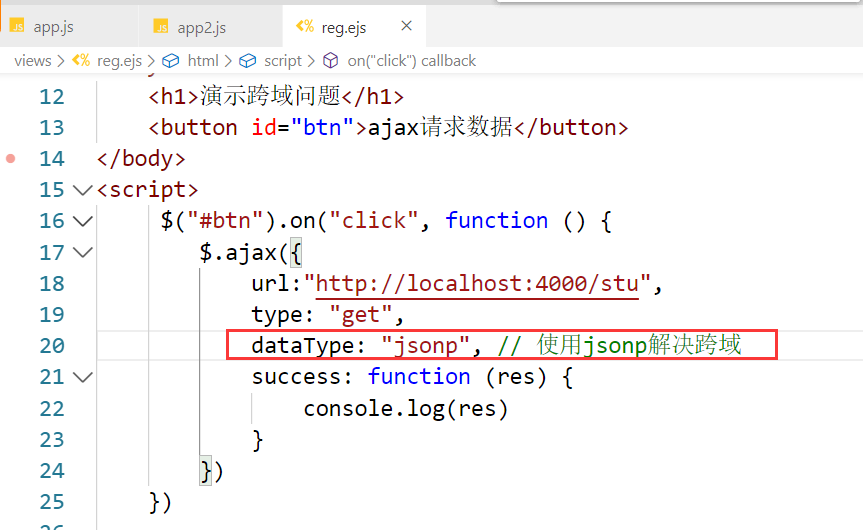 app.js app2.js reg.ejs
views > reg.ejs > html > script > on("click") callback
12 <h1>演示跨域问题</h1>
13 <button id="btn">ajax请求数据</button>
14 </body>
15 <script>
16 $("#btn").on("click", function () {
17 $.ajax({
18 url:"http://localhost:4000/stu",
19 type: "get",
20 dataType: "jsonp", // 使用jsonp解决跨域
21 success: function (res) {
22 console.log(res)
23 }
24 })
25 })